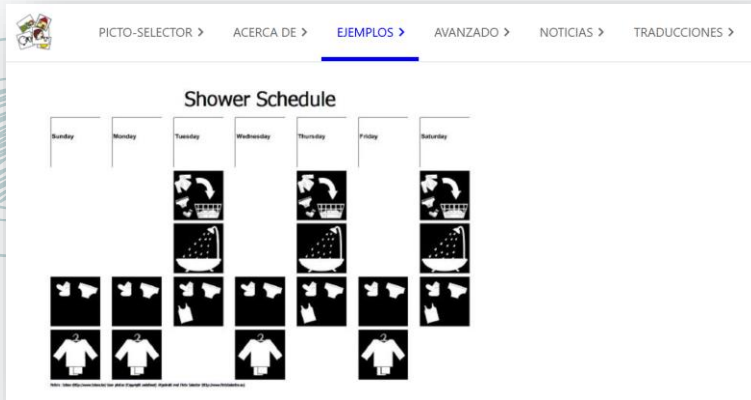 PICTO-SELECTOR > ACERCA DE > EJEMPLOS > AVANZADO > NOTICIAS > TRADUCCIONES >
Shower Schedule
Sunday Monday Tuesday Wednesday Thursday Friday Saturday